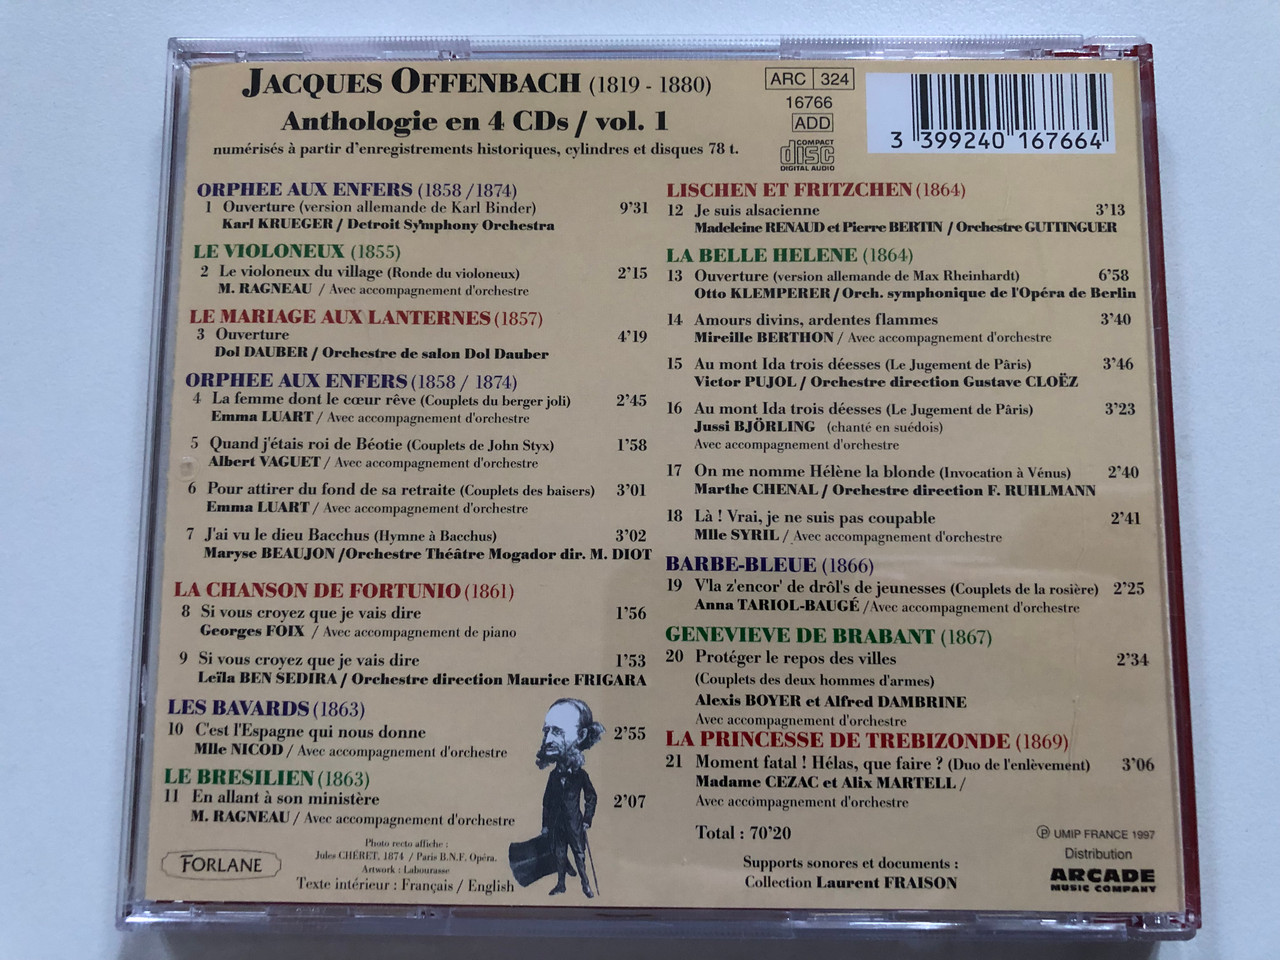 JACQUES OFFENBACH (1819 - 1880)
Anthologie en 4 CDs / vol. 1
numérisés à partir d'enregistrements historiques, cylindres et disques 78 t.
ARC 324
16766
ADD
COMPACT
disc
DIGITAL AUDIO
3 399240 167664
ORPHEE AUX ENFERS (1858 /1874)
1 Ouverture (version allemande de Karl Binder) 9'31
Karl KRUEGER / Detroit Symphony Orchestra
LE VIOLONEUX (1855)
2 Le violoneux du village (Ronde du violoneux) 2'15
M. RAGNEAU / Avec accompagnement d'orchestre
LE MARIAGE AUX LANTERNES (1857)
3 Ouverture 4'19
Dol DAUBER / Orchestre de salon Dol Dauber
ORPHEE AUX ENFERS (1858 / 1874)
4 La femme dont le cœur rêve (Couplets du berger joli) 2'45
Emma LUART / Avec accompagnement d'orchestre
5 Quand j'étais roi de Béotie (Couplets de John Styx) 1'58
Albert VAGUET / Avec accompagnement d'orchestre
6 Pour attirer du fond de sa retraite (Couplets des baisers) 3'01
Emma LUART / Avec accompagnement d'orchestre
7 J'ai vu le dieu Bacchus (Hymne à Bacchus) 3'02
Maryse BEAUJON /Orchestre Théâtre Mogador dir. M. DIOT
LA CHANSON DE FORTUNIO (1861)
8 Si vous croyez que je vais dire 1'56
Georges FOIX / Avec accompagnement de piano
9 Si vous croyez que je vais dire 1'53
Leïla BEN SEDIRA / Orchestre direction Maurice FRIGARA
LES BAVARDS (1863)
10 C'est l'Espagne qui nous donne 2'55
Mlle NICOD / Avec accompagnement d'orchestre
LE BRESILIEN (1863)
11 En allant à son ministère 2'07
M. RAGNEAU / Avec accompagnement d'orchestre
FORLANE
Photo recto affiche :
Jules CHÉRET, 1874 / Paris B.N.F. Opéra.
Artwork : Labourasse
Texte intérieur : Français / English
LISCHEN ET FRITZCHEN (1864)
12 Je suis alsacienne 3'13
Madeleine RENAUD et Pierre BERTIN / Orchestre GUTTINGUER
LA BELLE HELENE (1864)
13 Ouverture (version allemande de Max Rheinhardt) 6'58
Otto KLEMPERER / Orch. symphonique de l'Opéra de Berlin
14 Amours divins, ardentes flammes 3'40
Mireille BERTHON / Avec accompagnement d'orchestre
15 Au mont Ida trois déesses (Le Jugement de Pâris) 3'46
Victor PUJOL / Orchestre direction Gustave CLOËZ
16 Au mont Ida trois déesses (Le Jugement de Pâris) 3'23
Jussi BJÖRLING (chanté en suédois)
Avec accompagnement d'orchestre
17 On me nomme Hélène la blonde (Invocation à Vénus) 2'40
Marthe CHENAL / Orchestre direction F. RUHLMANN
18 Là ! Vrai, je ne suis pas coupable 2'41
Mlle SYRIL / Avec accompagnement d'orchestre
BARBE-BLEUE (1866)
19 V'la z'encor' de drôl's de jeunesses (Couplets de la rosière) 2'25
Anna TARIOL-BAUGÉ / Avec accompagnement d'orchestre
GENEVIEVE DE BRABANT (1867)
20 Protéger le repos des villes 2'34
(Couplets des deux hommes d'armes)
Alexis BOYER et Alfred DAMBRINE
Avec accompagnement d'orchestre
LA PRINCESSE DE TREBIZONDE (1869)
21 Moment fatal ! Hélas, que faire ? (Duo de l'enlèvement) 3'06
Madame CEZAC et Alix MARTELL /
Avec accompagnement d'orchestre
Total : 70'20
Supports sonores et documents :
Collection Laurent FRAISON
℗ UMIP FRANCE 1997
Distribution
ARCADE
MUSIC COMPANY